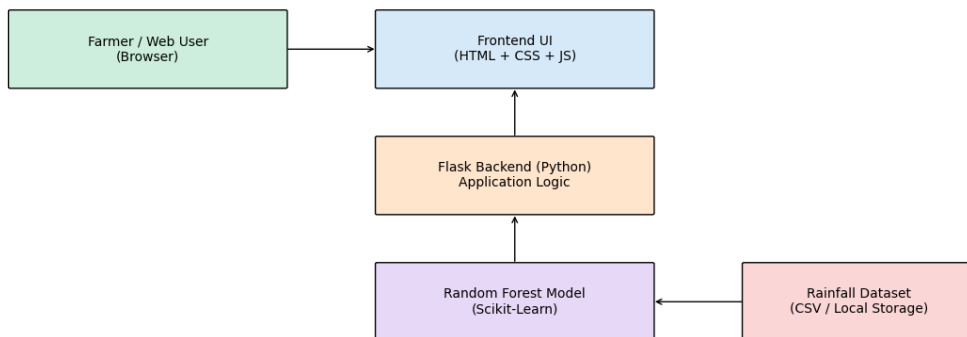 Farmer / Web User
(Browser)
Frontend UI
(HTML + CSS + JS)
Flask Backend (Python)
Application Logic
Random Forest Model
(Scikit-Learn)
Rainfall Dataset
(CSV / Local Storage)